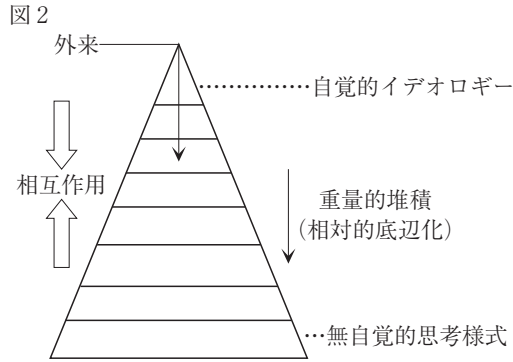 図2
外来
自覚的イデオロギー
相互作用
重量的堆積
(相対的底辺化)
無自覚的思考様式